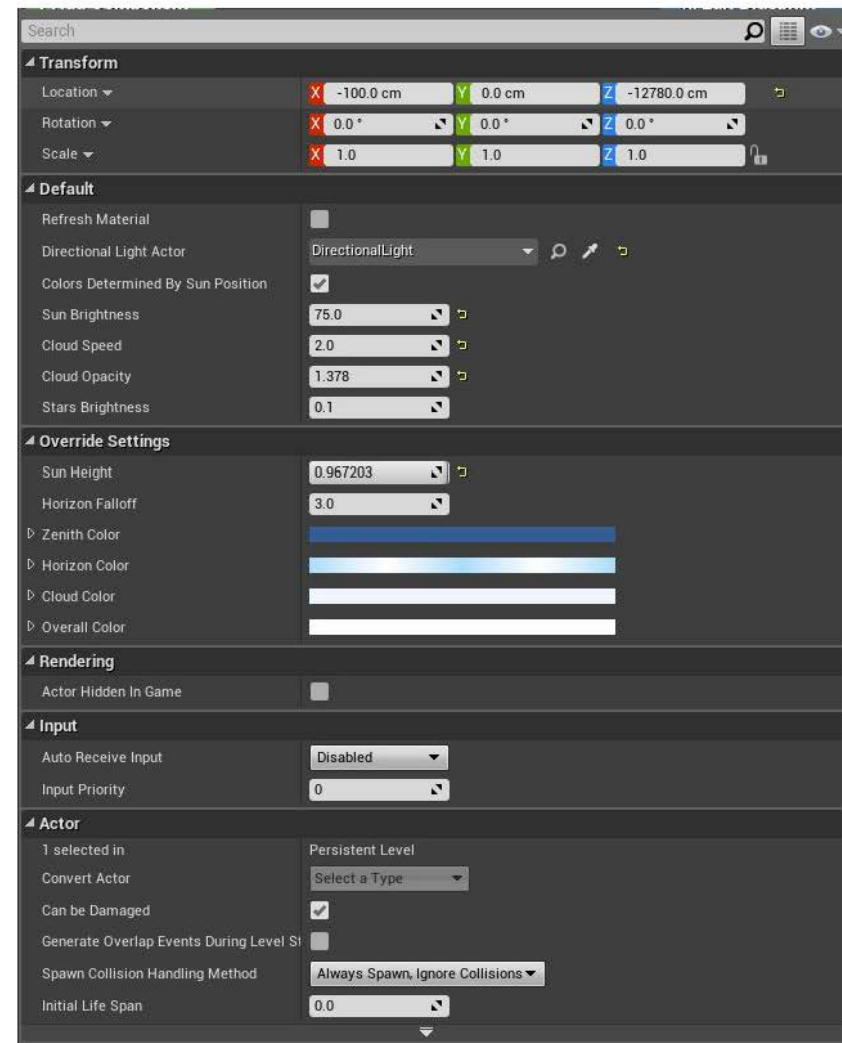 Search
Transform
Location X -100.0 cm Y 0.0 cm Z -12780.0 cm
Rotation X 0.0 ° Y 0.0 ° Z 0.0 °
Scale X 1.0 Y 1.0 Z 1.0
Default
Refresh Material
Directional Light Actor DirectionalLight
Colors Determined By Sun Position
Sun Brightness 75.0
Cloud Speed 2.0
Cloud Opacity 1.378
Stars Brightness 0.1
Override Settings
Sun Height 0.967203
Horizon Falloff 3.0
Zenith Color
Horizon Color
Cloud Color
Overall Color
Rendering
Actor Hidden In Game
Input
Auto Receive Input Disabled
Input Priority 0
Actor
1 selected in Persistent Level
Convert Actor Select a Type
Can be Damaged
Generate Overlap Events During Level St
Spawn Collision Handling Method Always Spawn, Ignore Collisions
Initial Life Span 0.0